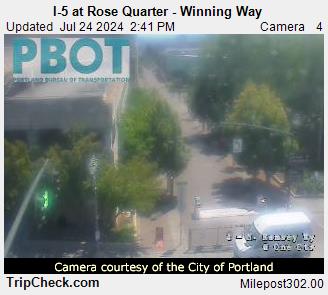 I-5 at Rose Quarter - Winning Way
Updated Jul 24 2024 2:41 PM Camera 4
PBOT
PORTLAND BUREAU OF TRANSPORTATION
Camera courtesy of the City of Portland
TripCheck.com Milepost302.00